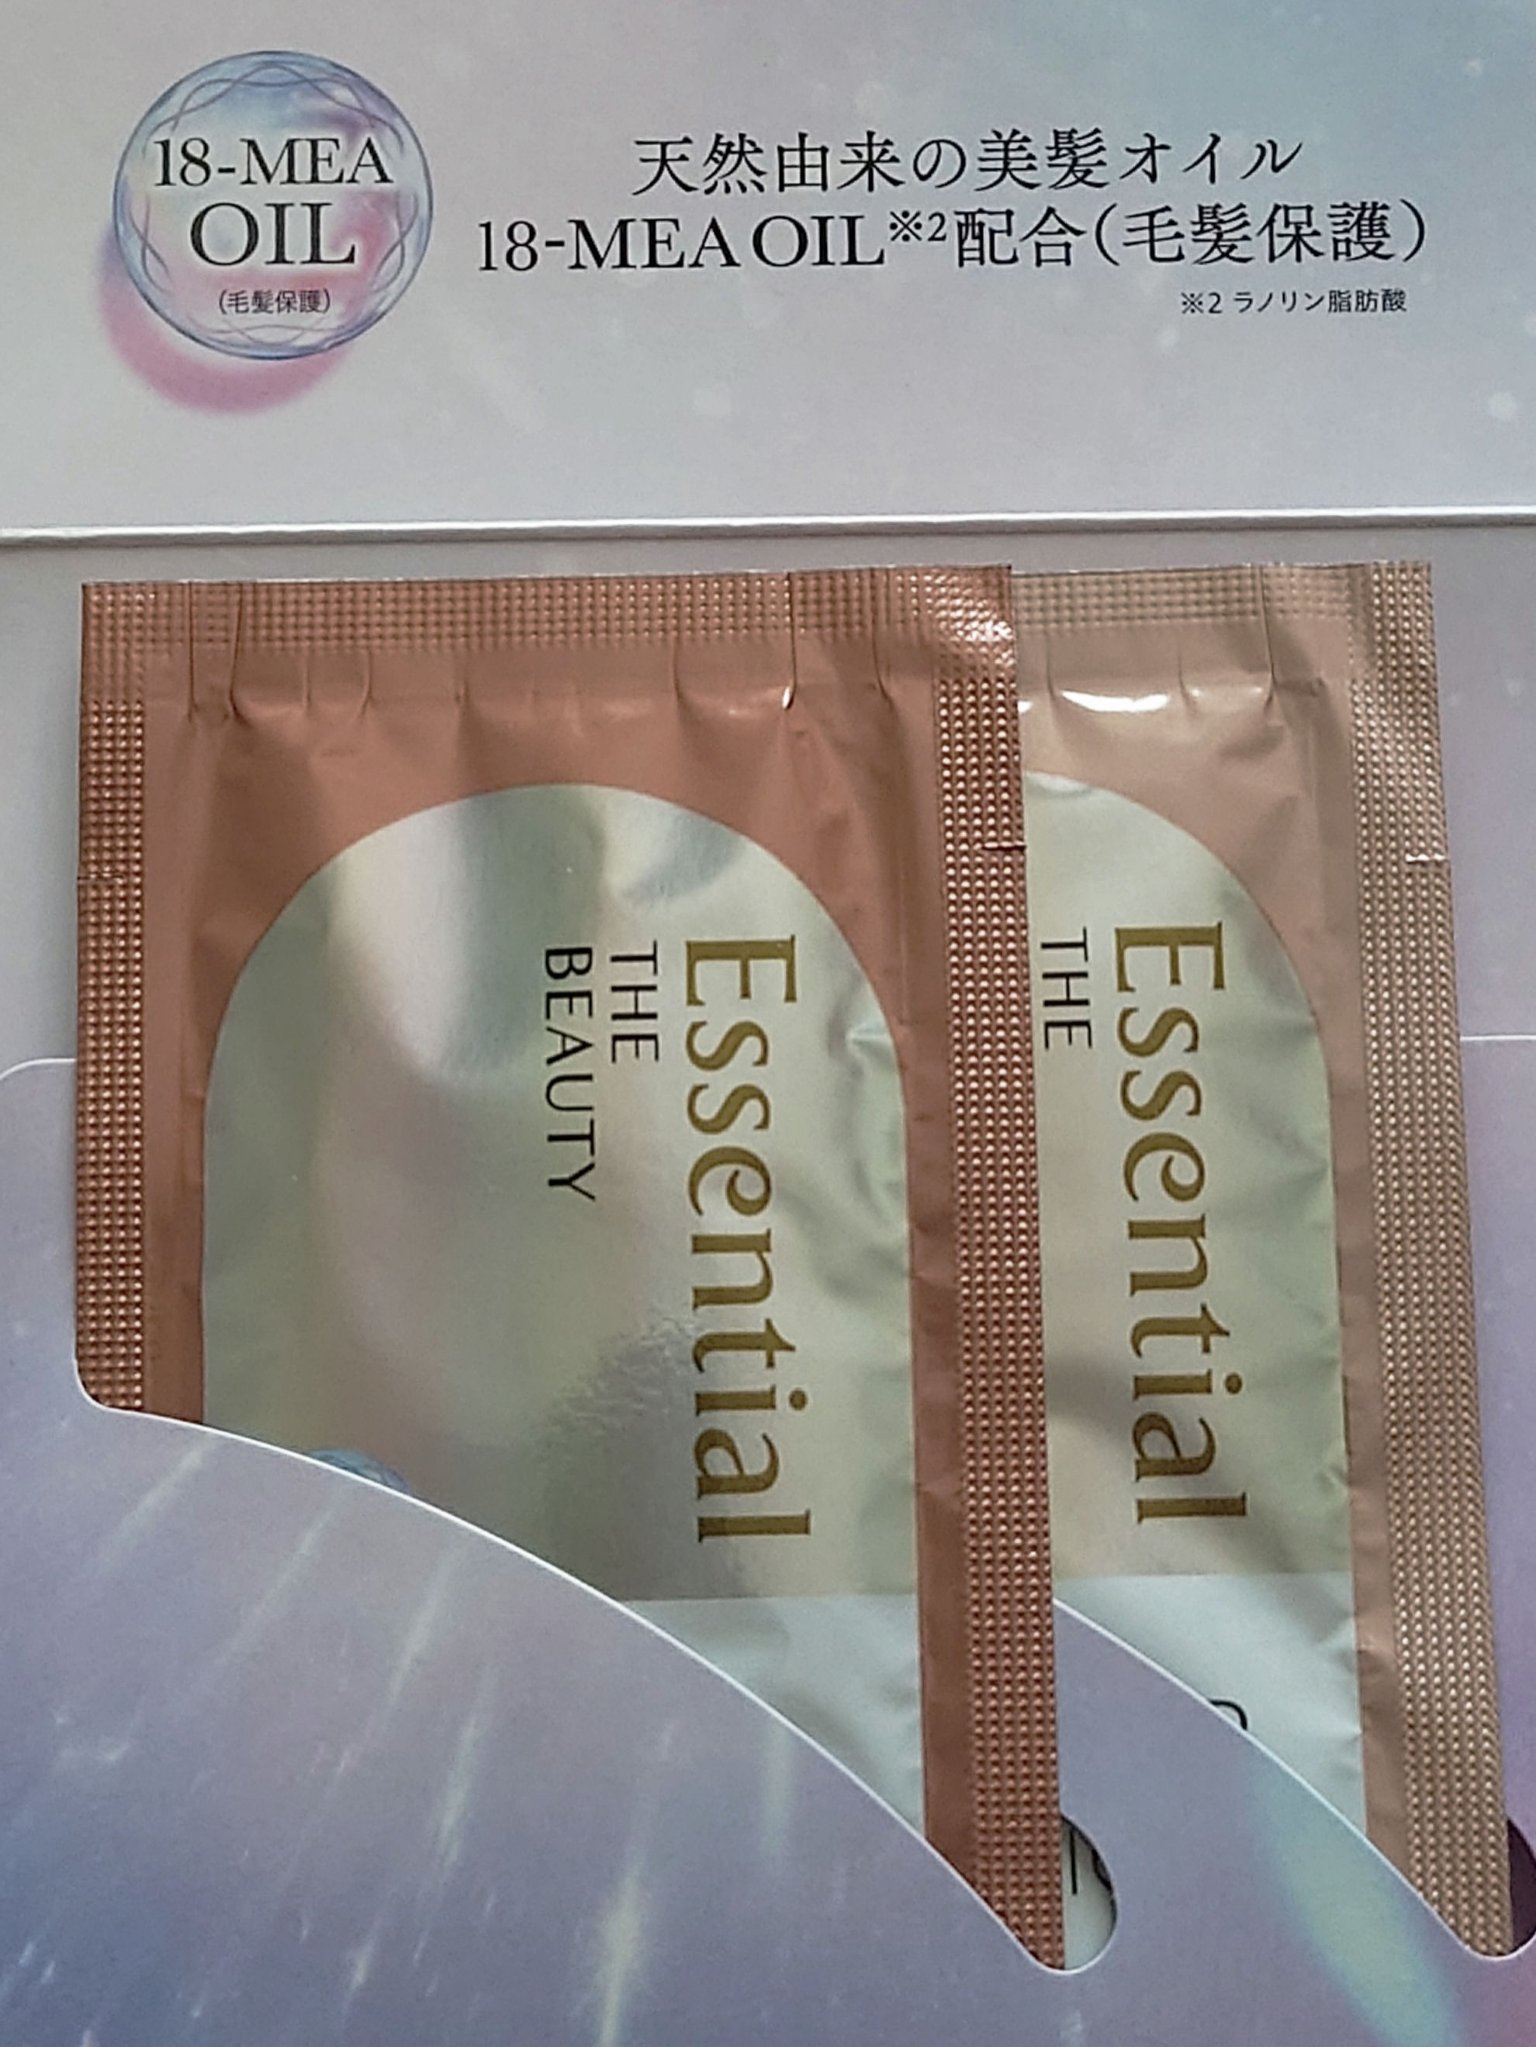 18-MEA
OIL
(毛髪保護)
天然由来の美髪オイル
18-MEA OIL※2配合(毛髪保護)
※2 ラノリン脂肪酸
Essential
THE
BEAUTY
Essential
THE